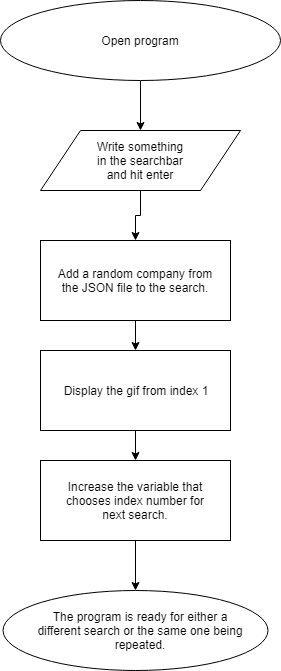 Open program
Write something
in the searchbar
and hit enter
Add a random company from
the JSON file to the search.
Display the gif from index 1
Increase the variable that
chooses index number for
next search.
The program is ready for either a
different search or the same one being
repeated.